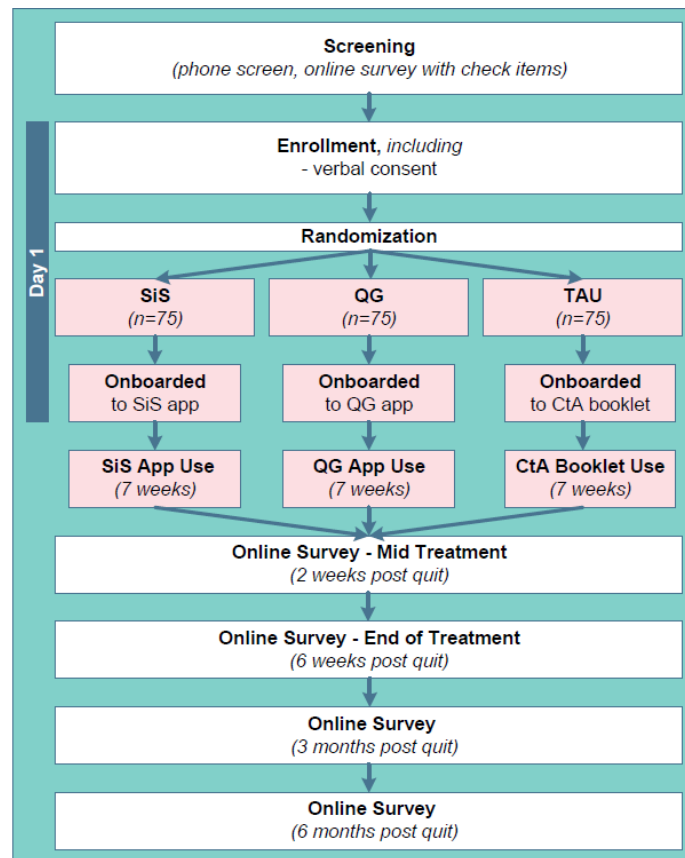 Screening
(phone screen, online survey with check items)
Day 1
Enrollment, including
- verbal consent
Randomization
SiS
(n=75)
QG
(n=75)
TAU
(n=75)
Onboarded
to SiS app
Onboarded
to QG app
Onboarded
to CtA booklet
SiS App Use
(7 weeks)
QG App Use
(7 weeks)
CtA Booklet Use
(7 weeks)
Online Survey - Mid Treatment
(2 weeks post quit)
Online Survey - End of Treatment
(6 weeks post quit)
Online Survey
(3 months post quit)
Online Survey
(6 months post quit)